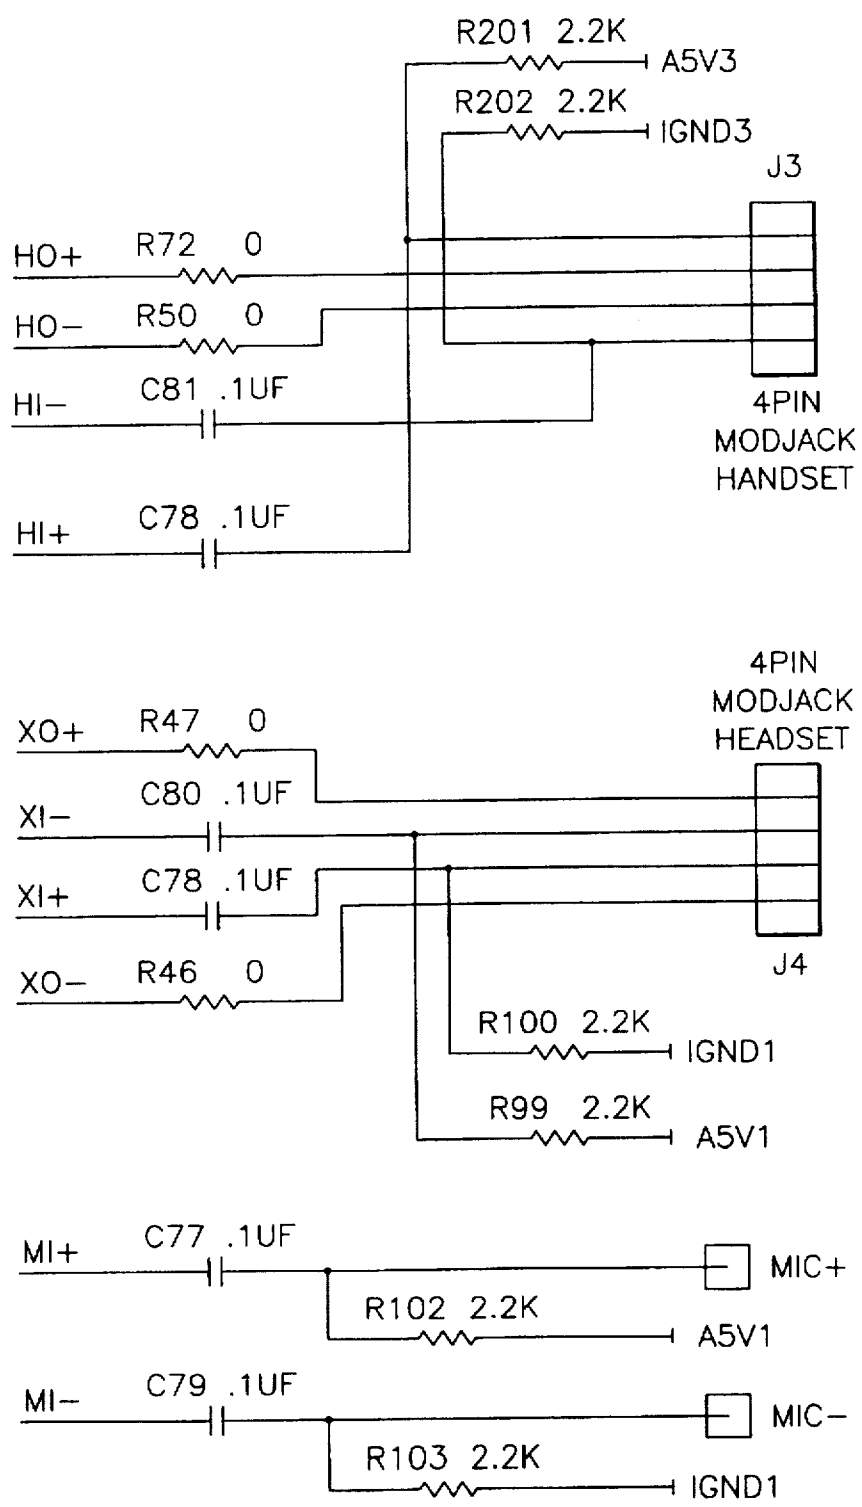 R201 2.2K
A5V3
R202 2.2K
IGND3
J3
HO+ R72 0
HO- R50 0
HI- C81 .1UF
4PIN
MODJACK
HANDSET
HI+ C78 .1UF
4PIN
MODJACK
HEADSET
XO+ R47 0
XI- C80 .1UF
XI+ C78 .1UF
XO- R46 0
J4
R100 2.2K
IGND1
R99 2.2K
A5V1
MI+ C77 .1UF
MIC+
R102 2.2K
A5V1
MI- C79 .1UF
MIC-
R103 2.2K
IGND1